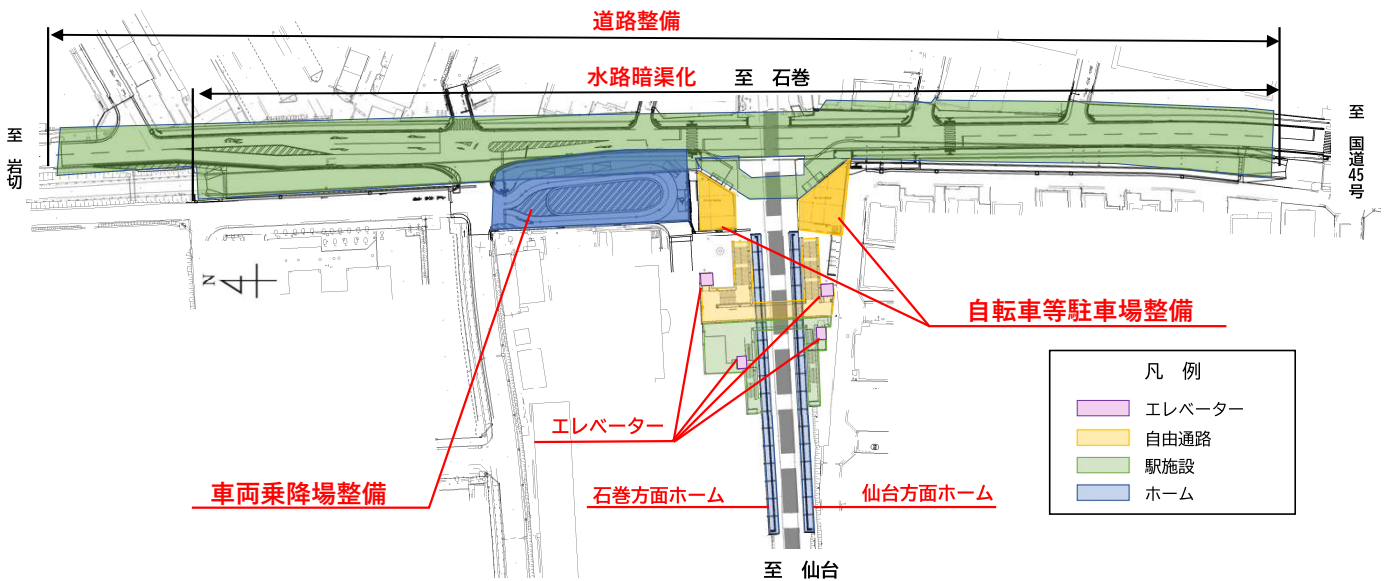 道路整備
水路暗渠化
至 石巻
至 岩切
至 国道45号
N
自転車等駐車場整備
エレベーター
車両乗降場整備
石巻方面ホーム
仙台方面ホーム
至 仙台
凡 例
エレベーター
自由通路
駅施設
ホーム